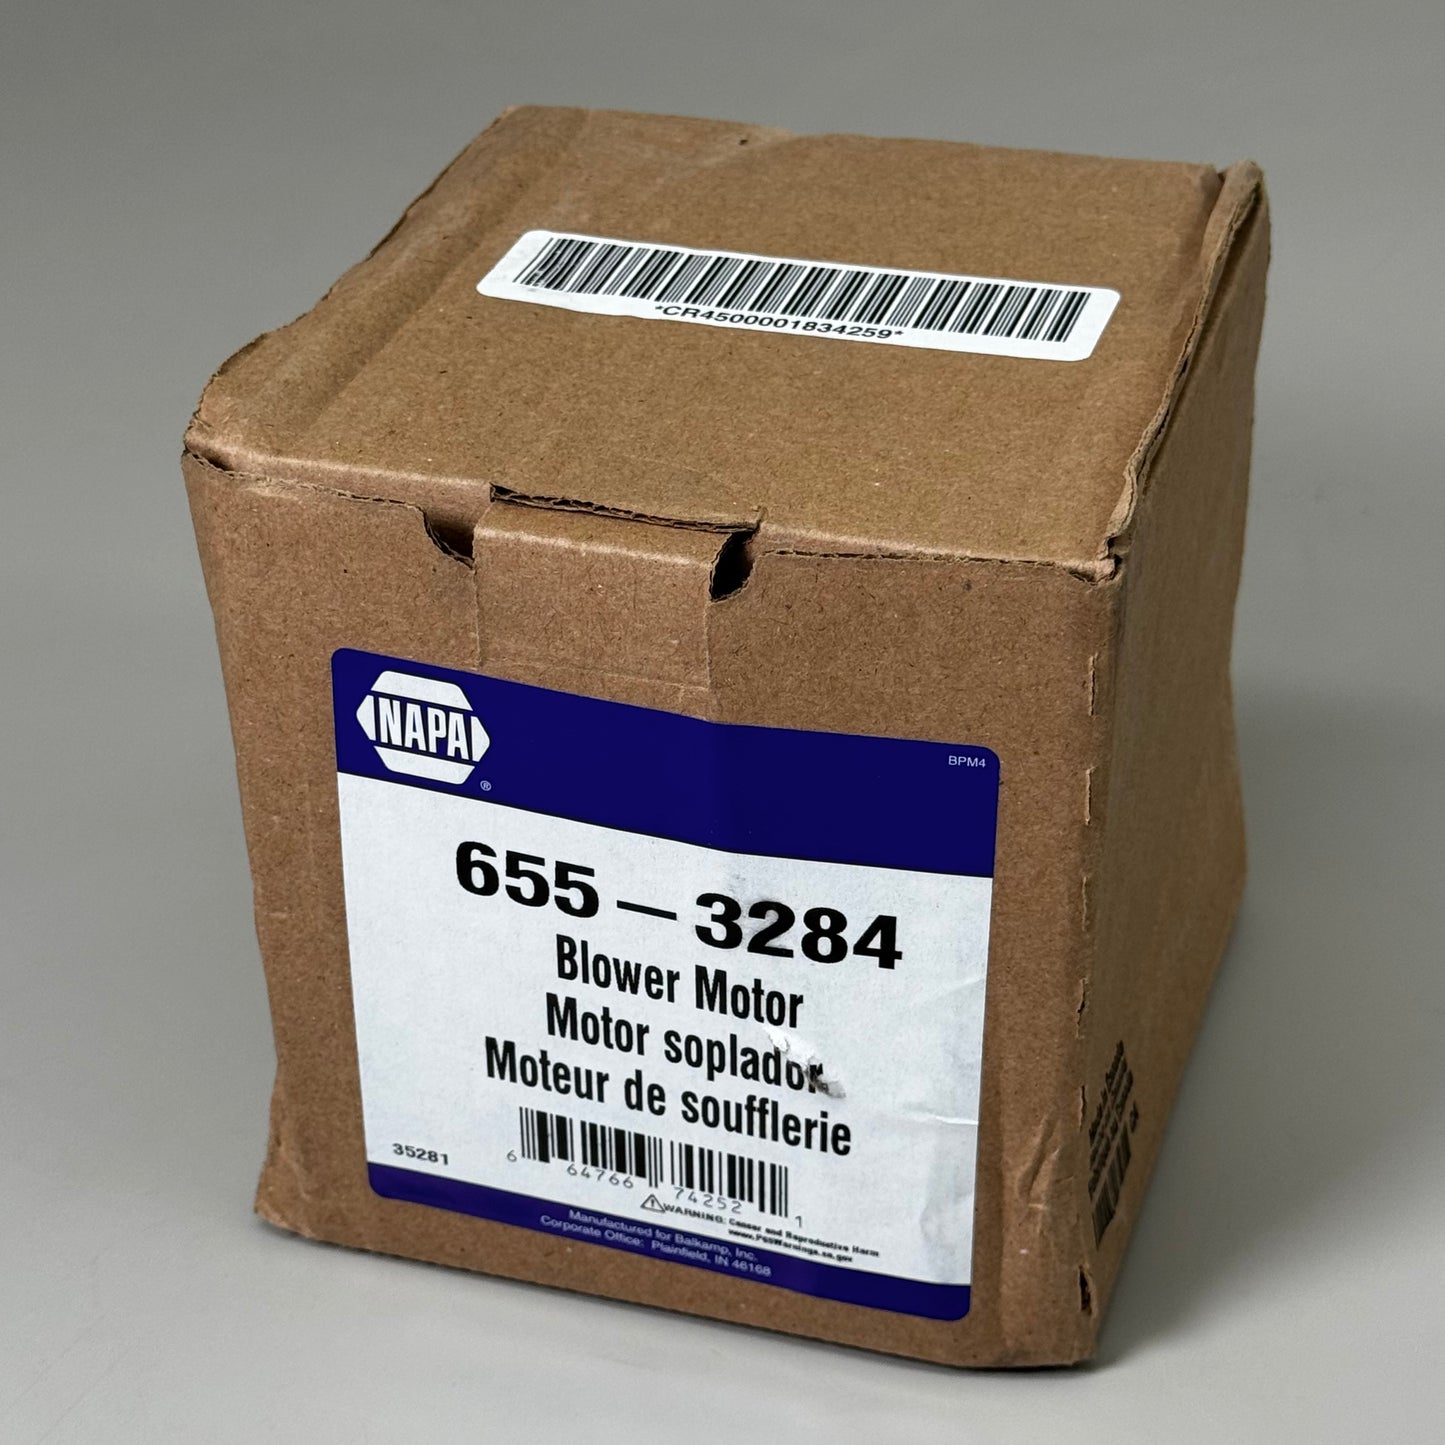 *CR4500001834259*
NAPA
®
BPM4
655-3284
Blower Motor
Motor soplador
Moteur de soufflerie
35281
6 64766 74252 1
WARNING: Cancer and Reproductive Harm
www.P65Warnings.ca.gov
Manufactured for Balkamp, Inc.
Corporate Office: Plainfield, IN 46168